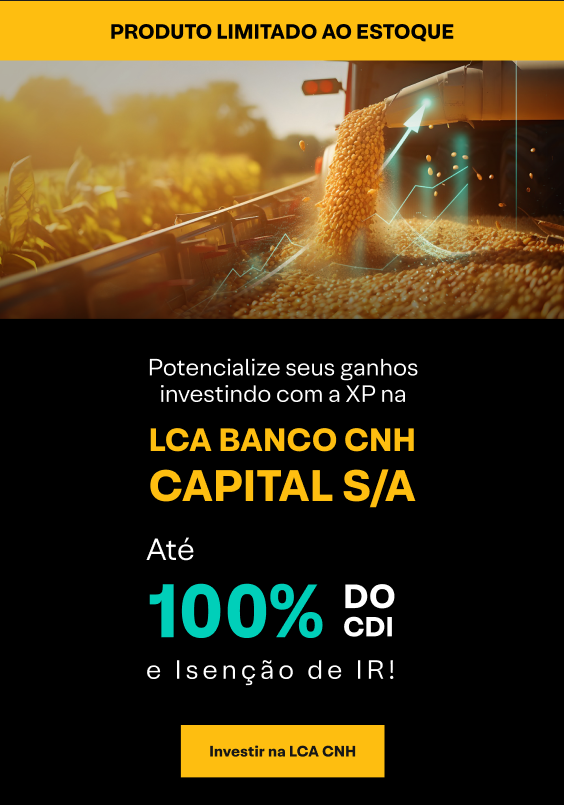 PRODUTO LIMITADO AO ESTOQUE
Potencialize seus ganhos
investindo com a XP na
LCA BANCO CNH
CAPITAL S/A
Até
100% DO
CDI
e Isenção de IR!
Investir na LCA CNH